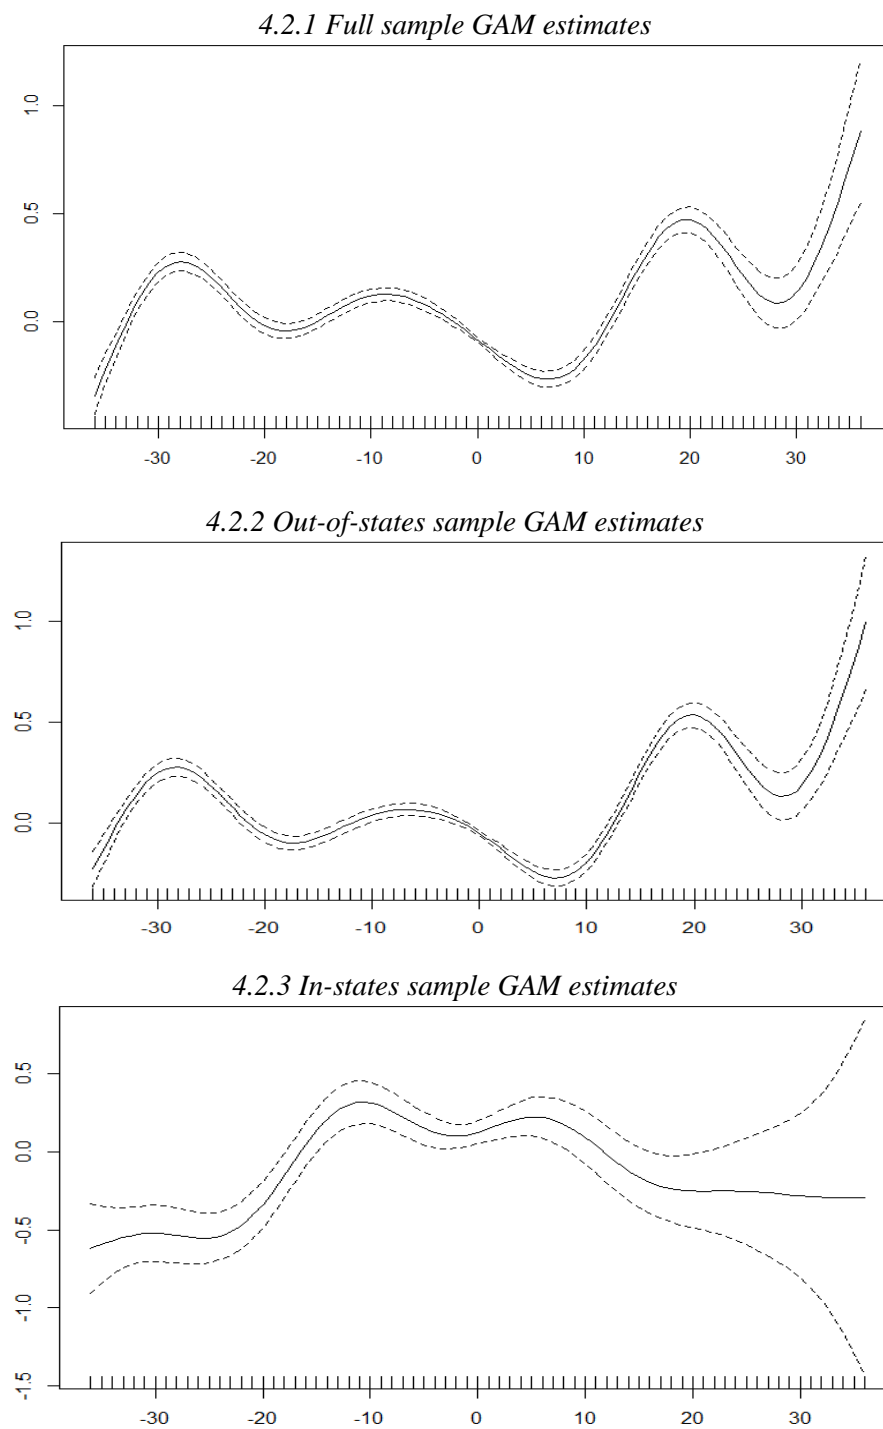 4.2.1 Full sample GAM estimates
1.0
0.5
0.0
-30 -20 -10 0 10 20 30
4.2.2 Out-of-states sample GAM estimates
1.0
0.5
0.0
-30 -20 -10 0 10 20 30
4.2.3 In-states sample GAM estimates
0.5
0.0
-0.5
-1.0
-1.5
-30 -20 -10 0 10 20 30